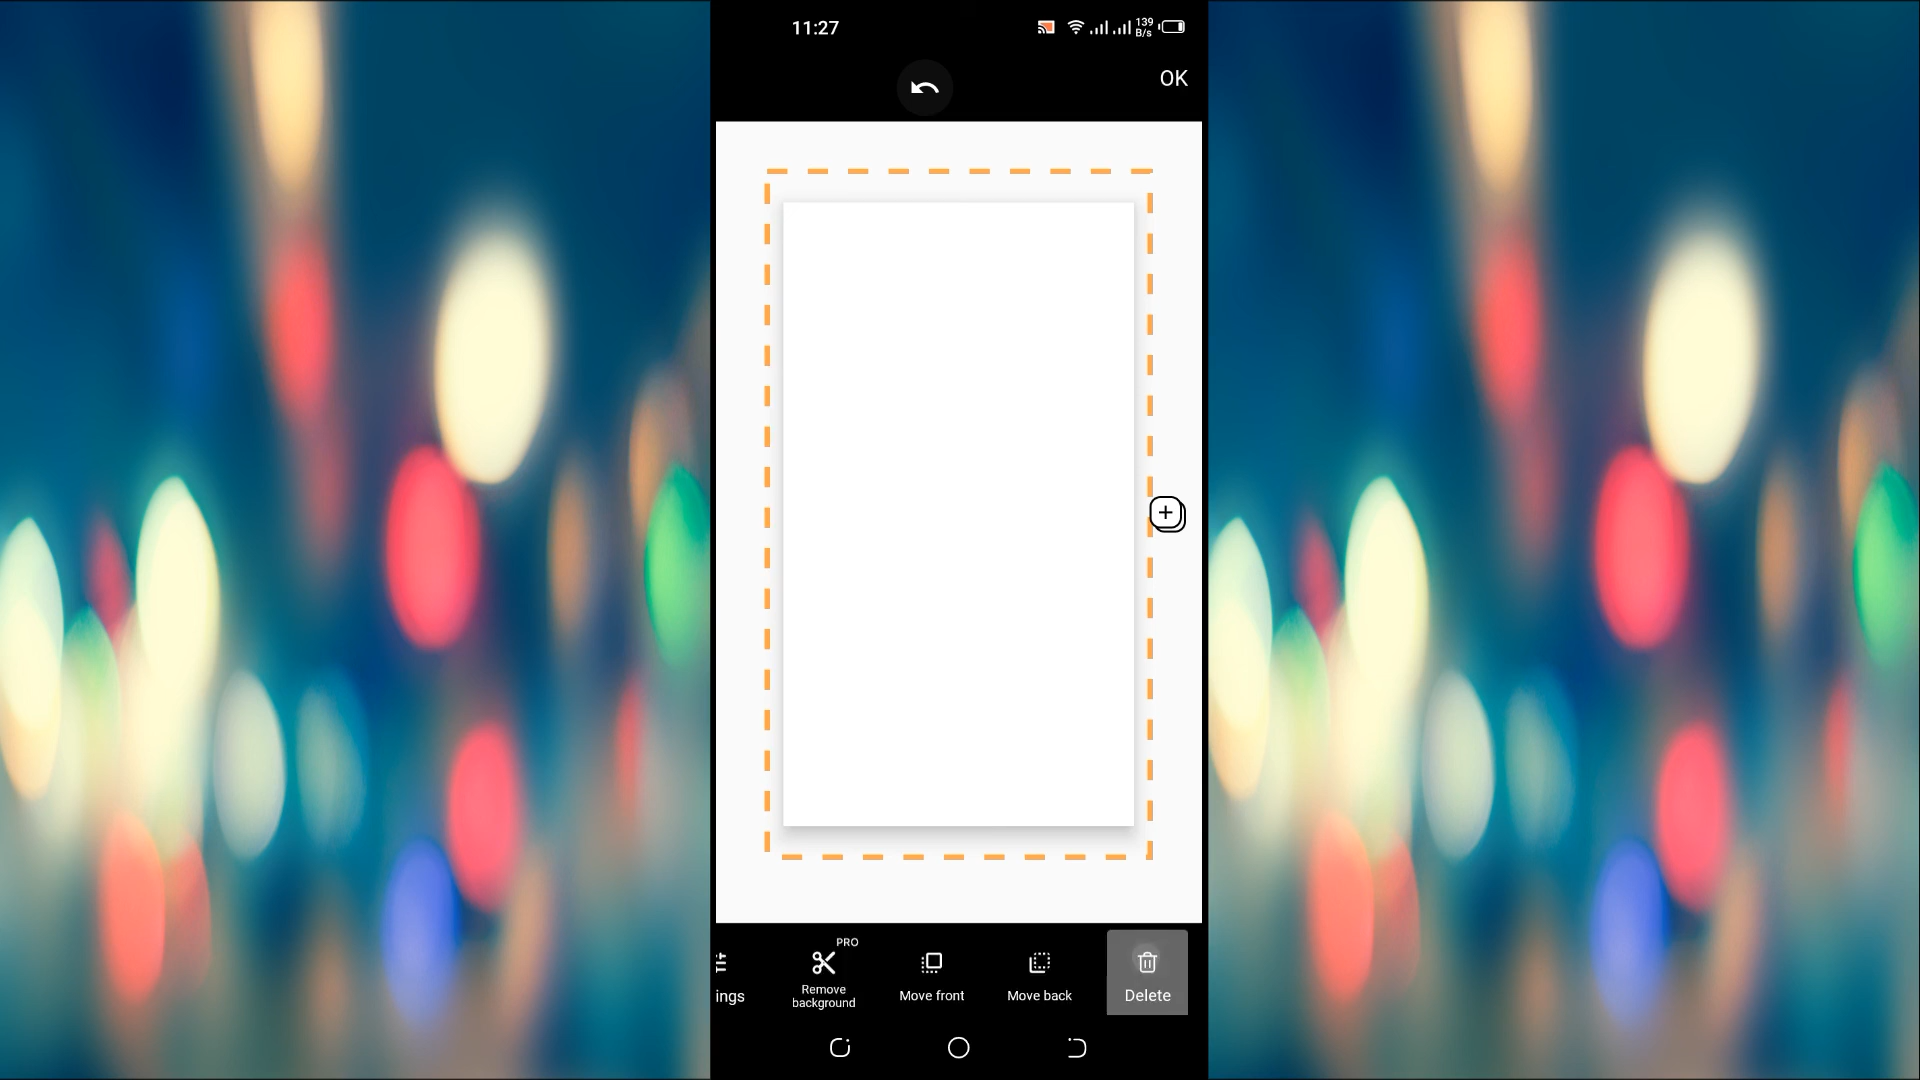 11:27
139
B/s
OK
PRO
ings
Remove
background
Move front
Move back
Delete